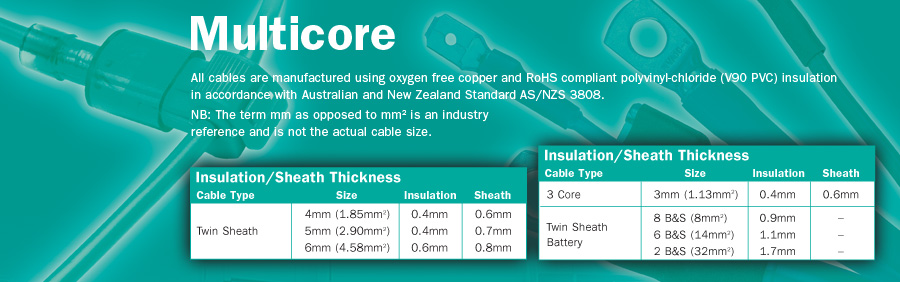 Multicore
All cables are manufactured using oxygen free copper and RoHS compliant polyvinyl-chloride (V90 PVC) insulation
in accordance with Australian and New Zealand Standard AS/NZS 3808.
NB: The term mm as opposed to mm² is an industry
reference and is not the actual cable size.
Insulation/Sheath Thickness
Cable Type Size Insulation Sheath
Twin Sheath
4mm (1.85mm²) 0.4mm 0.6mm
5mm (2.90mm²) 0.4mm 0.7mm
6mm (4.58mm²) 0.6mm 0.8mm
Insulation/Sheath Thickness
Cable Type Size Insulation Sheath
3 Core 3mm (1.13mm²) 0.4mm 0.6mm
Twin Sheath
Battery
8 B&S (8mm²) 0.9mm –
6 B&S (14mm²) 1.1mm –
2 B&S (32mm²) 1.7mm –